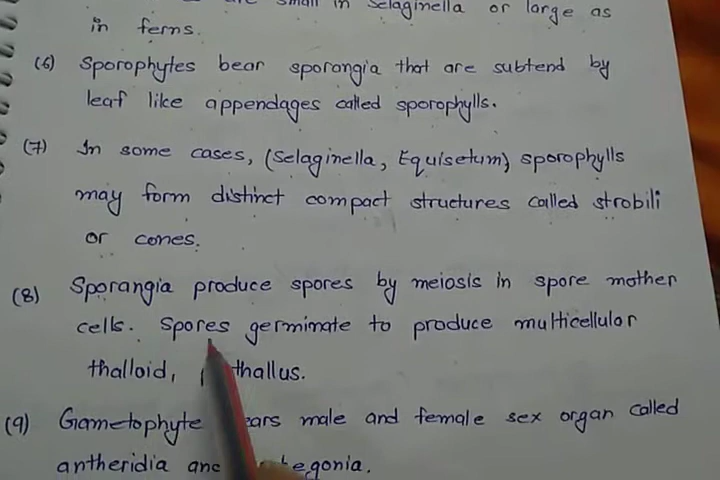 small in Selaginella or large as
in ferns.
(6) Sporophytes bear sporangia that are subtend by
leaf like appendages called sporophylls.
(7) In some cases, (Selaginella, Equisetum) sporophylls
may form distinct compact structures called strobili
or cones.
(8) Sporangia produce spores by meiosis in spore mother
cells. Spores germinate to produce multicellular
thalloid, thallus.
(9) Gametophyte ears male and female sex organ called
antheridia and egonia.